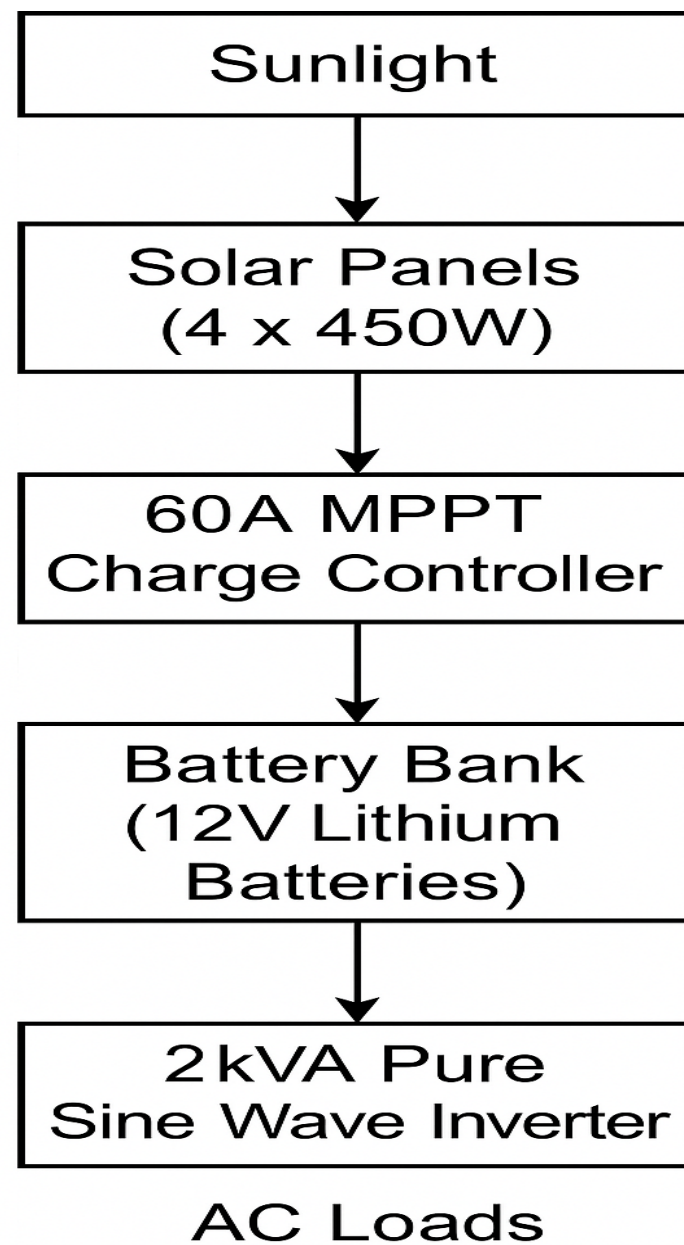 Sunlight
Solar Panels
(4 x 450W)
60A MPPT
Charge Controller
Battery Bank
(12V Lithium
Batteries)
2kVA Pure
Sine Wave Inverter
AC Loads